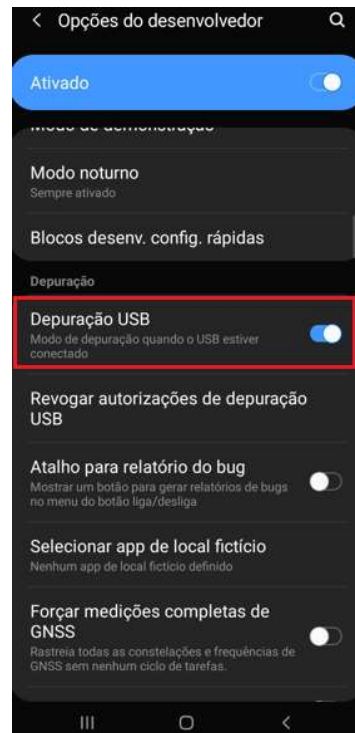 Opções do desenvolvedor
Ativado
Modo de demonstração
Modo noturno
Sempre ativado
Blocos desenv. config. rápidas
Depuração
Depuração USB
Modo de depuração quando o USB estiver
conectado
Revogar autorizações de depuração
USB
Atalho para relatório do bug
Mostrar um botão para gerar relatórios de bugs
no menu do botão liga/desliga
Selecionar app de local fictício
Nenhum app de local fictício definido
Forçar medições completas de
GNSS
Rastreia todas as constelações e frequências de
GNSS sem nenhum ciclo de tarefas.